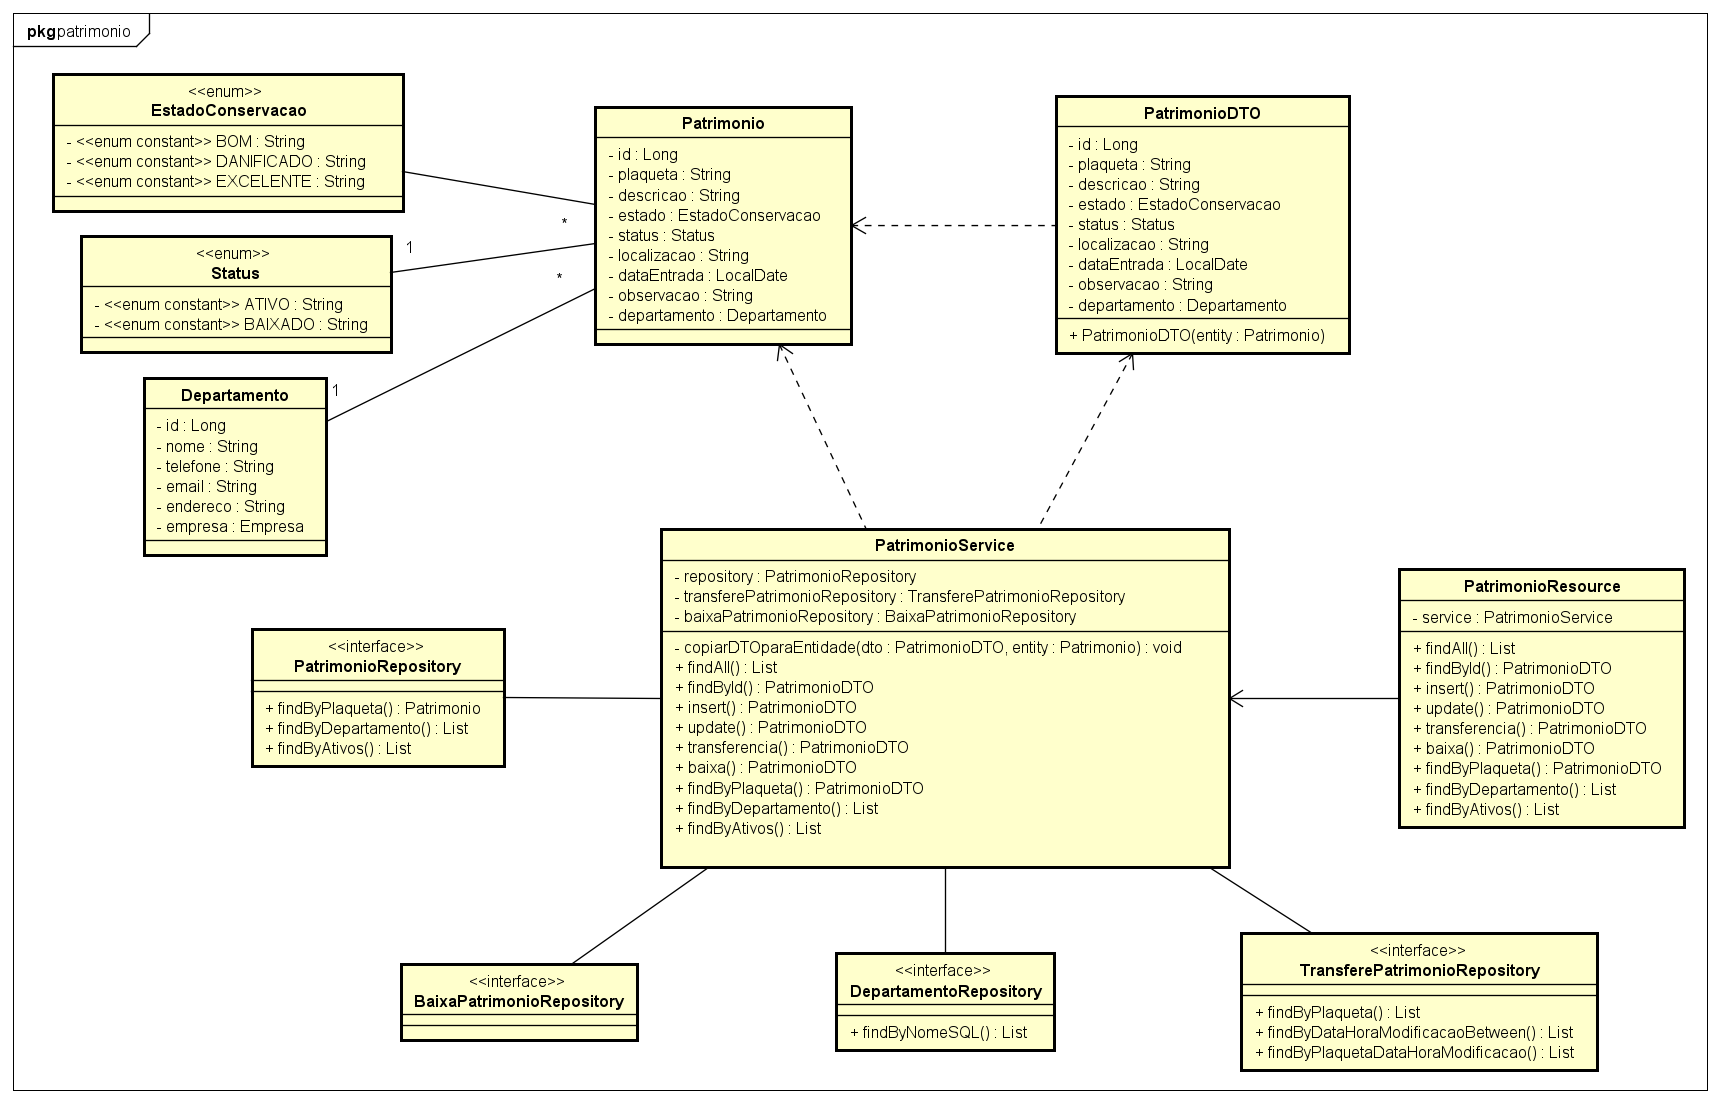 pkg patrimonio
<<enum>>
EstadoConservacao
- <<enum constant>> BOM : String
- <<enum constant>> DANIFICADO : String
- <<enum constant>> EXCELENTE : String
<<enum>>
Status
- <<enum constant>> ATIVO : String
- <<enum constant>> BAIXADO : String
1
Departamento
- id : Long
- nome : String
- telefone : String
- email : String
- endereco : String
- empresa : Empresa
1
*
*
Patrimonio
- id : Long
- plaqueta : String
- descricao : String
- estado : EstadoConservacao
- status : Status
- localizacao : String
- dataEntrada : LocalDate
- observacao : String
- departamento : Departamento
PatrimonioDTO
- id : Long
- plaqueta : String
- descricao : String
- estado : EstadoConservacao
- status : Status
- localizacao : String
- dataEntrada : LocalDate
- observacao : String
- departamento : Departamento
+ PatrimonioDTO(entity : Patrimonio)
PatrimonioService
- repository : PatrimonioRepository
- transferePatrimonioRepository : TransferePatrimonioRepository
- baixaPatrimonioRepository : BaixaPatrimonioRepository
- copiarDTOparaEntidade(dto : PatrimonioDTO, entity : Patrimonio) : void
+ findAll() : List
+ findById() : PatrimonioDTO
+ insert() : PatrimonioDTO
+ update() : PatrimonioDTO
+ transferencia() : PatrimonioDTO
+ baixa() : PatrimonioDTO
+ findByPlaqueta() : PatrimonioDTO
+ findByDepartamento() : List
+ findByAtivos() : List
PatrimonioResource
- service : PatrimonioService
+ findAll() : List
+ findById() : PatrimonioDTO
+ insert() : PatrimonioDTO
+ update() : PatrimonioDTO
+ transferencia() : PatrimonioDTO
+ baixa() : PatrimonioDTO
+ findByPlaqueta() : PatrimonioDTO
+ findByDepartamento() : List
+ findByAtivos() : List
<<interface>>
PatrimonioRepository
+ findByPlaqueta() : Patrimonio
+ findByDepartamento() : List
+ findByAtivos() : List
<<interface>>
BaixaPatrimonioRepository
<<interface>>
DepartamentoRepository
+ findByNomeSQL() : List
<<interface>>
TransferePatrimonioRepository
+ findByPlaqueta() : List
+ findByDataHoraModificacaoBetween() : List
+ findByPlaquetaDataHoraModificacao() : List